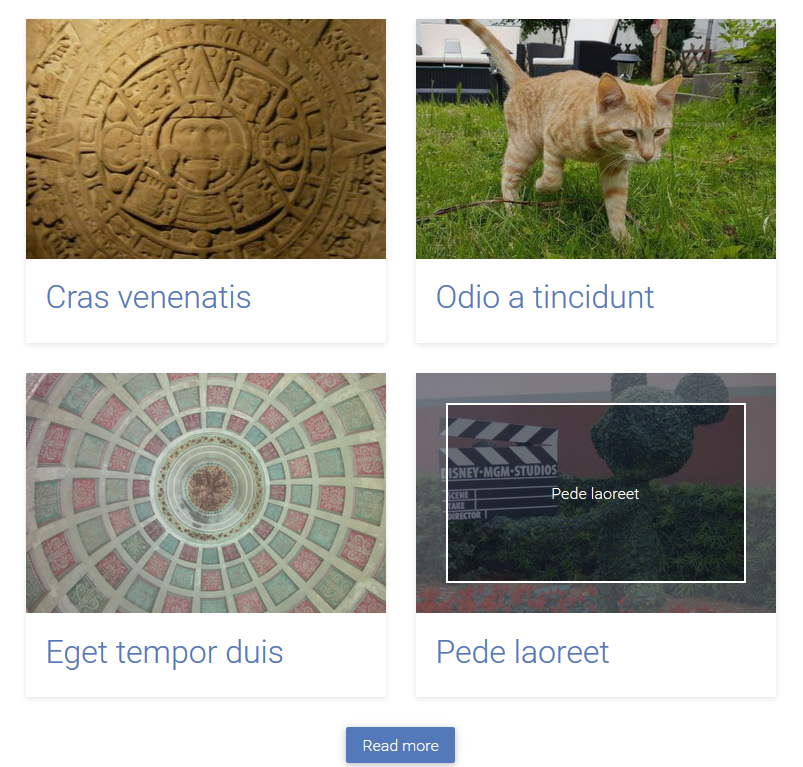 Cras venenatis
Odio a tincidunt
DISNEY·MGM·STUDIOS
SCENE
TAKE
DIRECTOR
Pede laoreet
Eget tempor duis
Pede laoreet
Read more